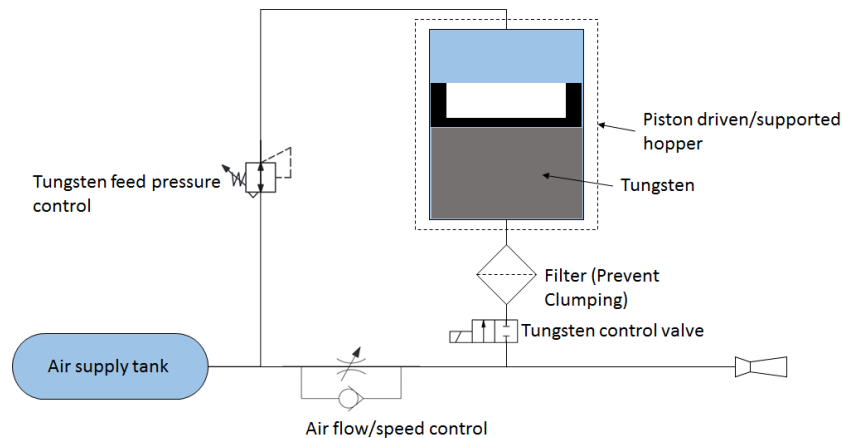 Piston driven/supported
hopper
Tungsten feed pressure
control
Tungsten
Filter (Prevent
Clumping)
Tungsten control valve
Air supply tank
Air flow/speed control